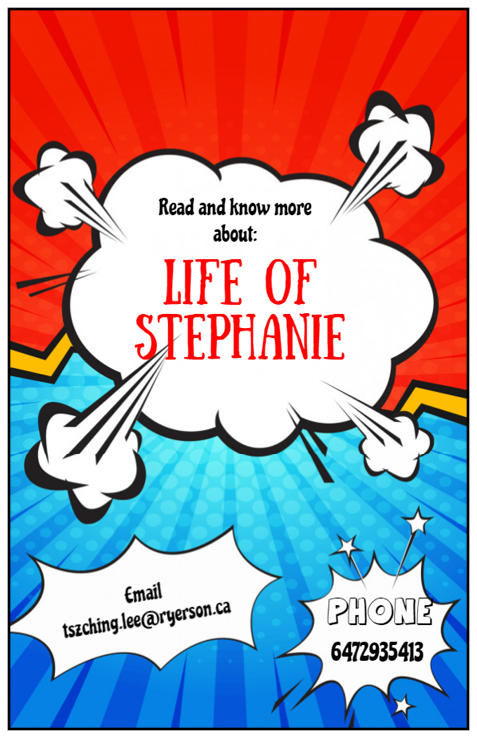 Read and know more
about:
LIFE OF
STEPHANIE
Email
tszching.lee@ryerson.ca
PHONE
6472935413